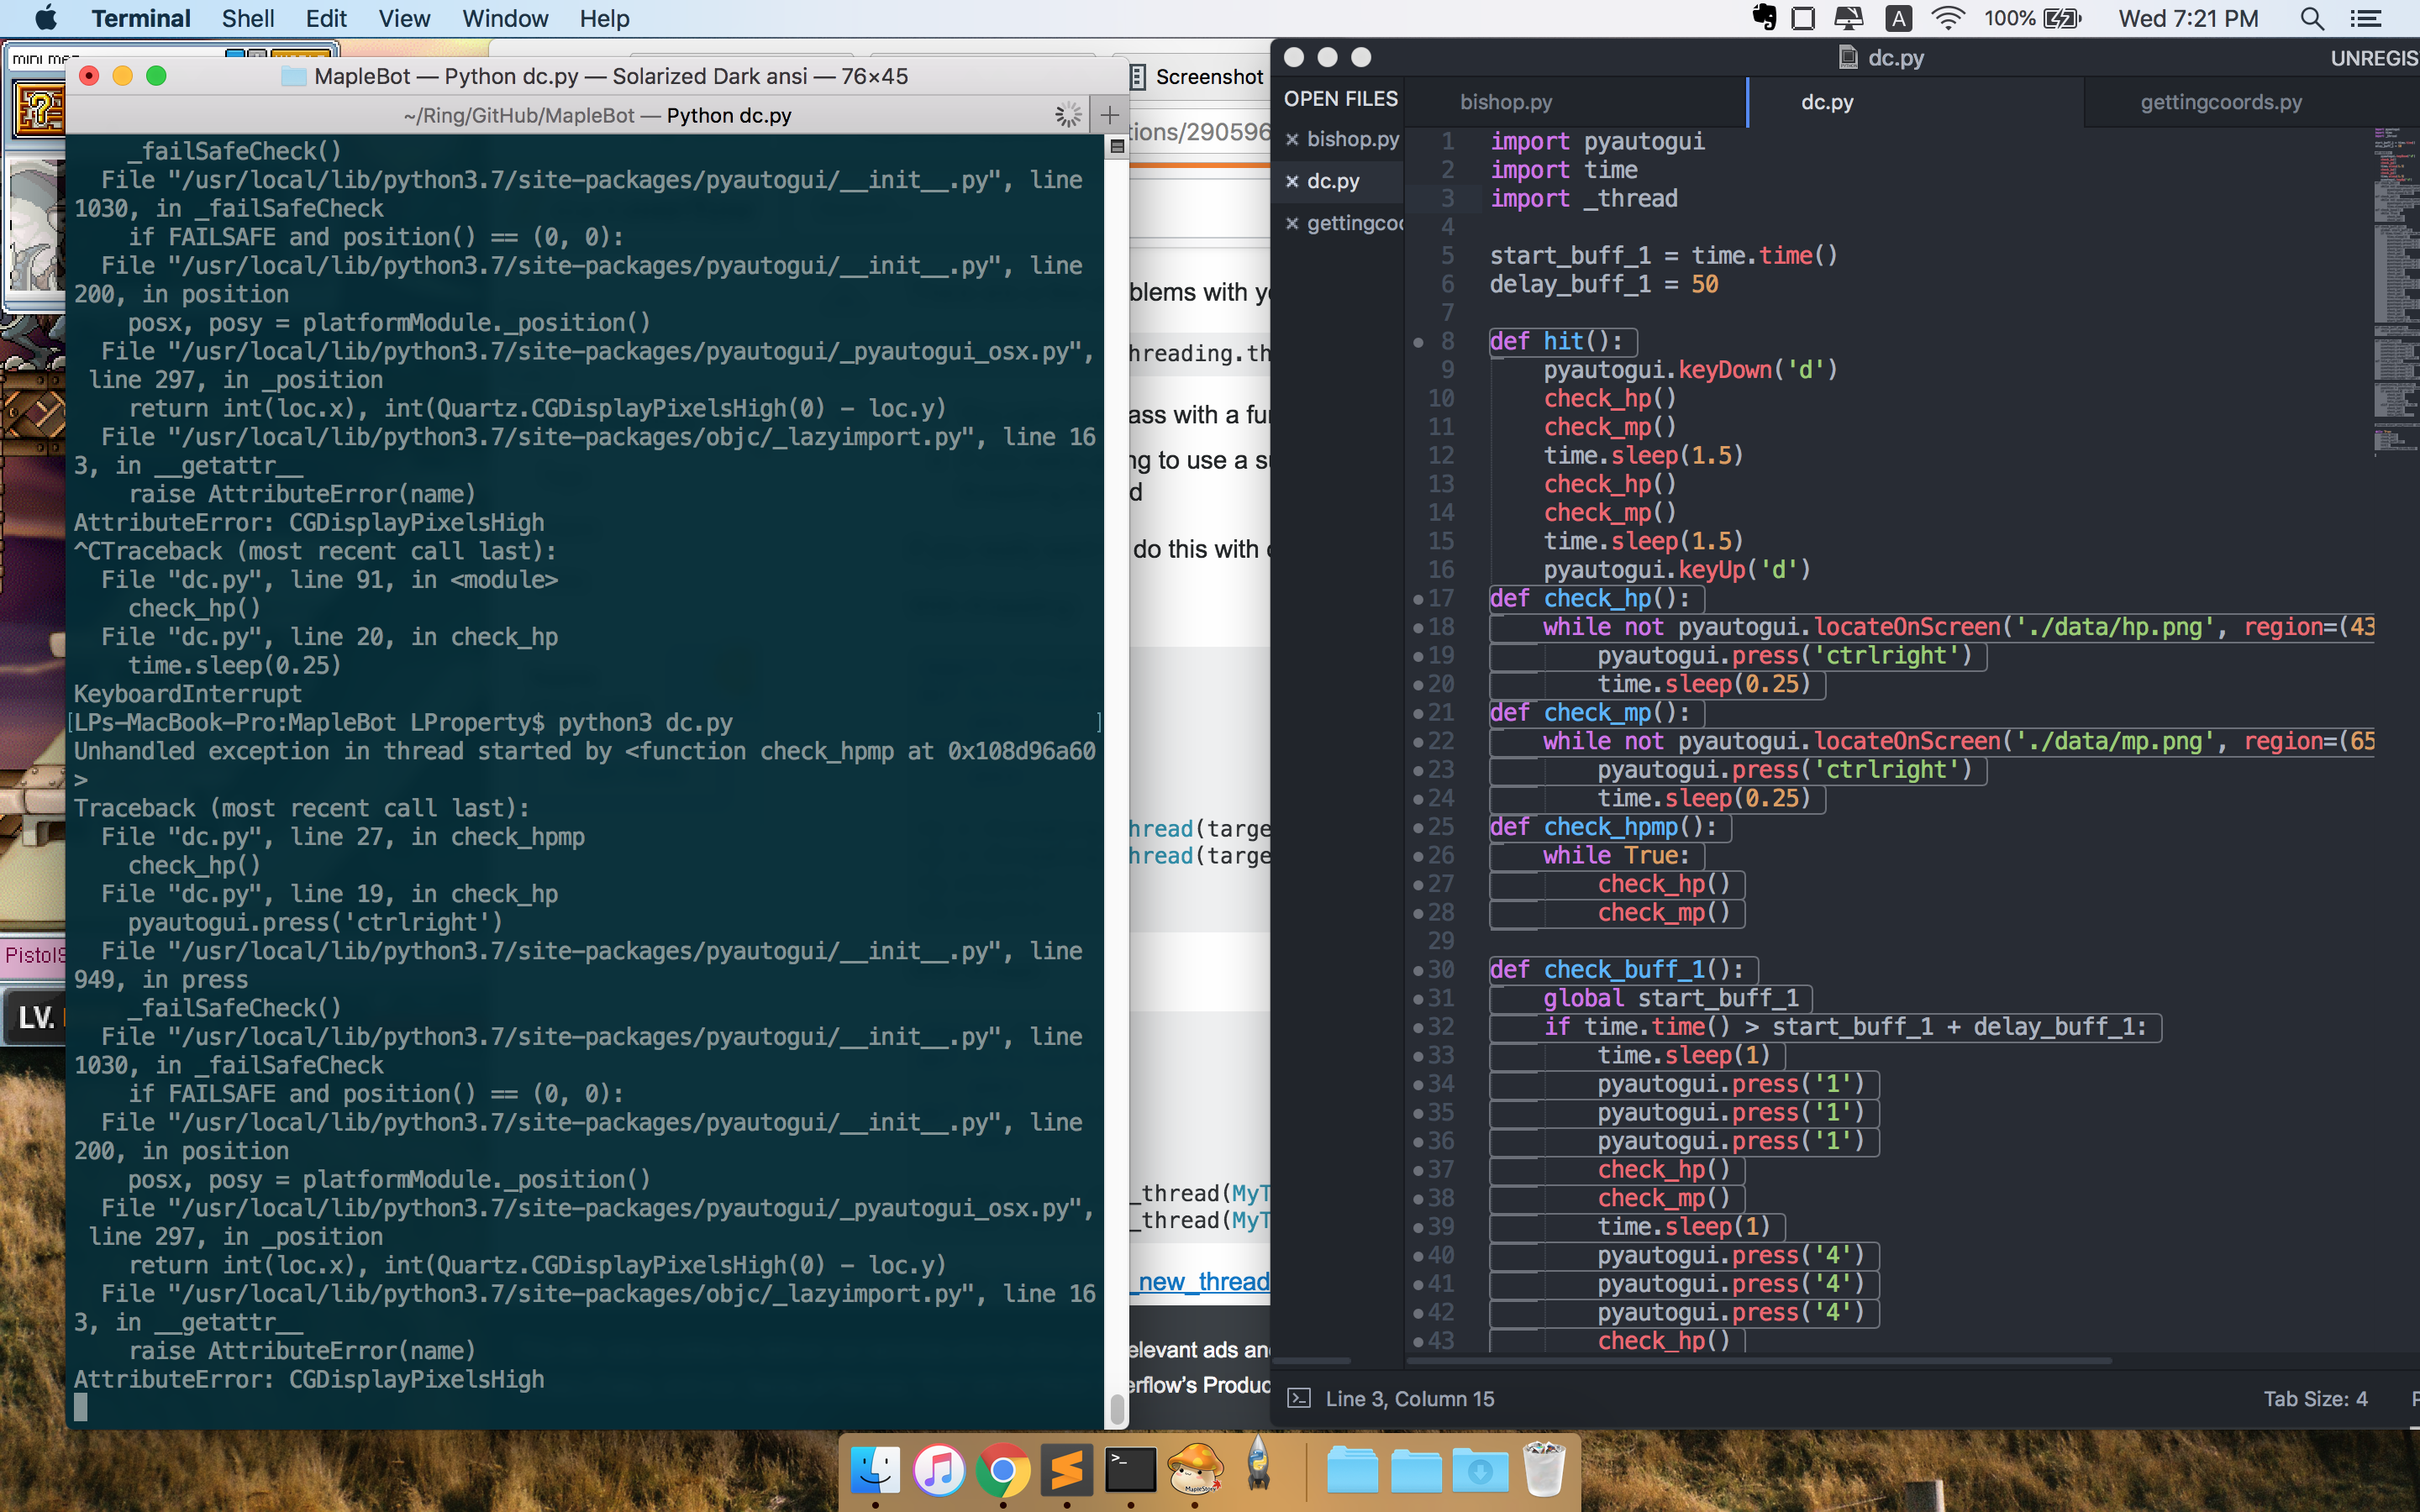 Terminal Shell Edit View Window Help
A 100% Wed 7:21 PM
MapleBot — Python dc.py — Solarized Dark ansi — 76×45
~/Ring/GitHub/MapleBot — Python dc.py
_failSafeCheck()
File "/usr/local/lib/python3.7/site-packages/pyautogui/__init__.py", line
1030, in _failSafeCheck
if FAILSAFE and position() == (0, 0):
File "/usr/local/lib/python3.7/site-packages/pyautogui/__init__.py", line
200, in position
posx, posy = platformModule._position()
File "/usr/local/lib/python3.7/site-packages/pyautogui/_pyautogui_osx.py",
line 297, in _position
return int(loc.x), int(Quartz.CGDisplayPixelsHigh(0) - loc.y)
File "/usr/local/lib/python3.7/site-packages/objc/_lazyimport.py", line 16
3, in __getattr__
raise AttributeError(name)
AttributeError: CGDisplayPixelsHigh
^CTraceback (most recent call last):
File "dc.py", line 91, in <module>
check_hp()
File "dc.py", line 20, in check_hp
time.sleep(0.25)
KeyboardInterrupt
[LPs-MacBook-Pro:MapleBot LProperty$ python3 dc.py ]
Unhandled exception in thread started by <function check_hpmp at 0x108d96a60
>
Traceback (most recent call last):
File "dc.py", line 27, in check_hpmp
check_hp()
File "dc.py", line 19, in check_hp
pyautogui.press('ctrlright')
File "/usr/local/lib/python3.7/site-packages/pyautogui/__init__.py", line
949, in press
_failSafeCheck()
File "/usr/local/lib/python3.7/site-packages/pyautogui/__init__.py", line
1030, in _failSafeCheck
if FAILSAFE and position() == (0, 0):
File "/usr/local/lib/python3.7/site-packages/pyautogui/__init__.py", line
200, in position
posx, posy = platformModule._position()
File "/usr/local/lib/python3.7/site-packages/pyautogui/_pyautogui_osx.py",
line 297, in _position
return int(loc.x), int(Quartz.CGDisplayPixelsHigh(0) - loc.y)
File "/usr/local/lib/python3.7/site-packages/objc/_lazyimport.py", line 16
3, in __getattr__
raise AttributeError(name)
AttributeError: CGDisplayPixelsHigh
LV.
Screenshot
tions/290596
blems with y
hreading.th
ass with a fu
ng to use a s
d
do this with
hread(targe
hread(targe
_thread(MyT
_thread(MyT
_new_thread
elevant ads an
erflow's Produc
dc.py
UNREGIS
OPEN FILES
bishop.py
dc.py
gettingcoo
bishop.py dc.py gettingcoords.py
1 import pyautogui
2 import time
3 import _thread
4
5 start_buff_1 = time.time()
6 delay_buff_1 = 50
7
8 def hit():
9 pyautogui.keyDown('d')
10 check_hp()
11 check_mp()
12 time.sleep(1.5)
13 check_hp()
14 check_mp()
15 time.sleep(1.5)
16 pyautogui.keyUp('d')
17 def check_hp():
18 while not pyautogui.locateOnScreen('./data/hp.png', region=(43
19 pyautogui.press('ctrlright')
20 time.sleep(0.25)
21 def check_mp():
22 while not pyautogui.locateOnScreen('./data/mp.png', region=(65
23 pyautogui.press('ctrlright')
24 time.sleep(0.25)
25 def check_hpmp():
26 while True:
27 check_hp()
28 check_mp()
29
30 def check_buff_1():
31 global start_buff_1
32 if time.time() > start_buff_1 + delay_buff_1:
33 time.sleep(1)
34 pyautogui.press('1')
35 pyautogui.press('1')
36 pyautogui.press('1')
37 check_hp()
38 check_mp()
39 time.sleep(1)
40 pyautogui.press('4')
41 pyautogui.press('4')
42 pyautogui.press('4')
43 check_hp()
Line 3, Column 15
Tab Size: 4